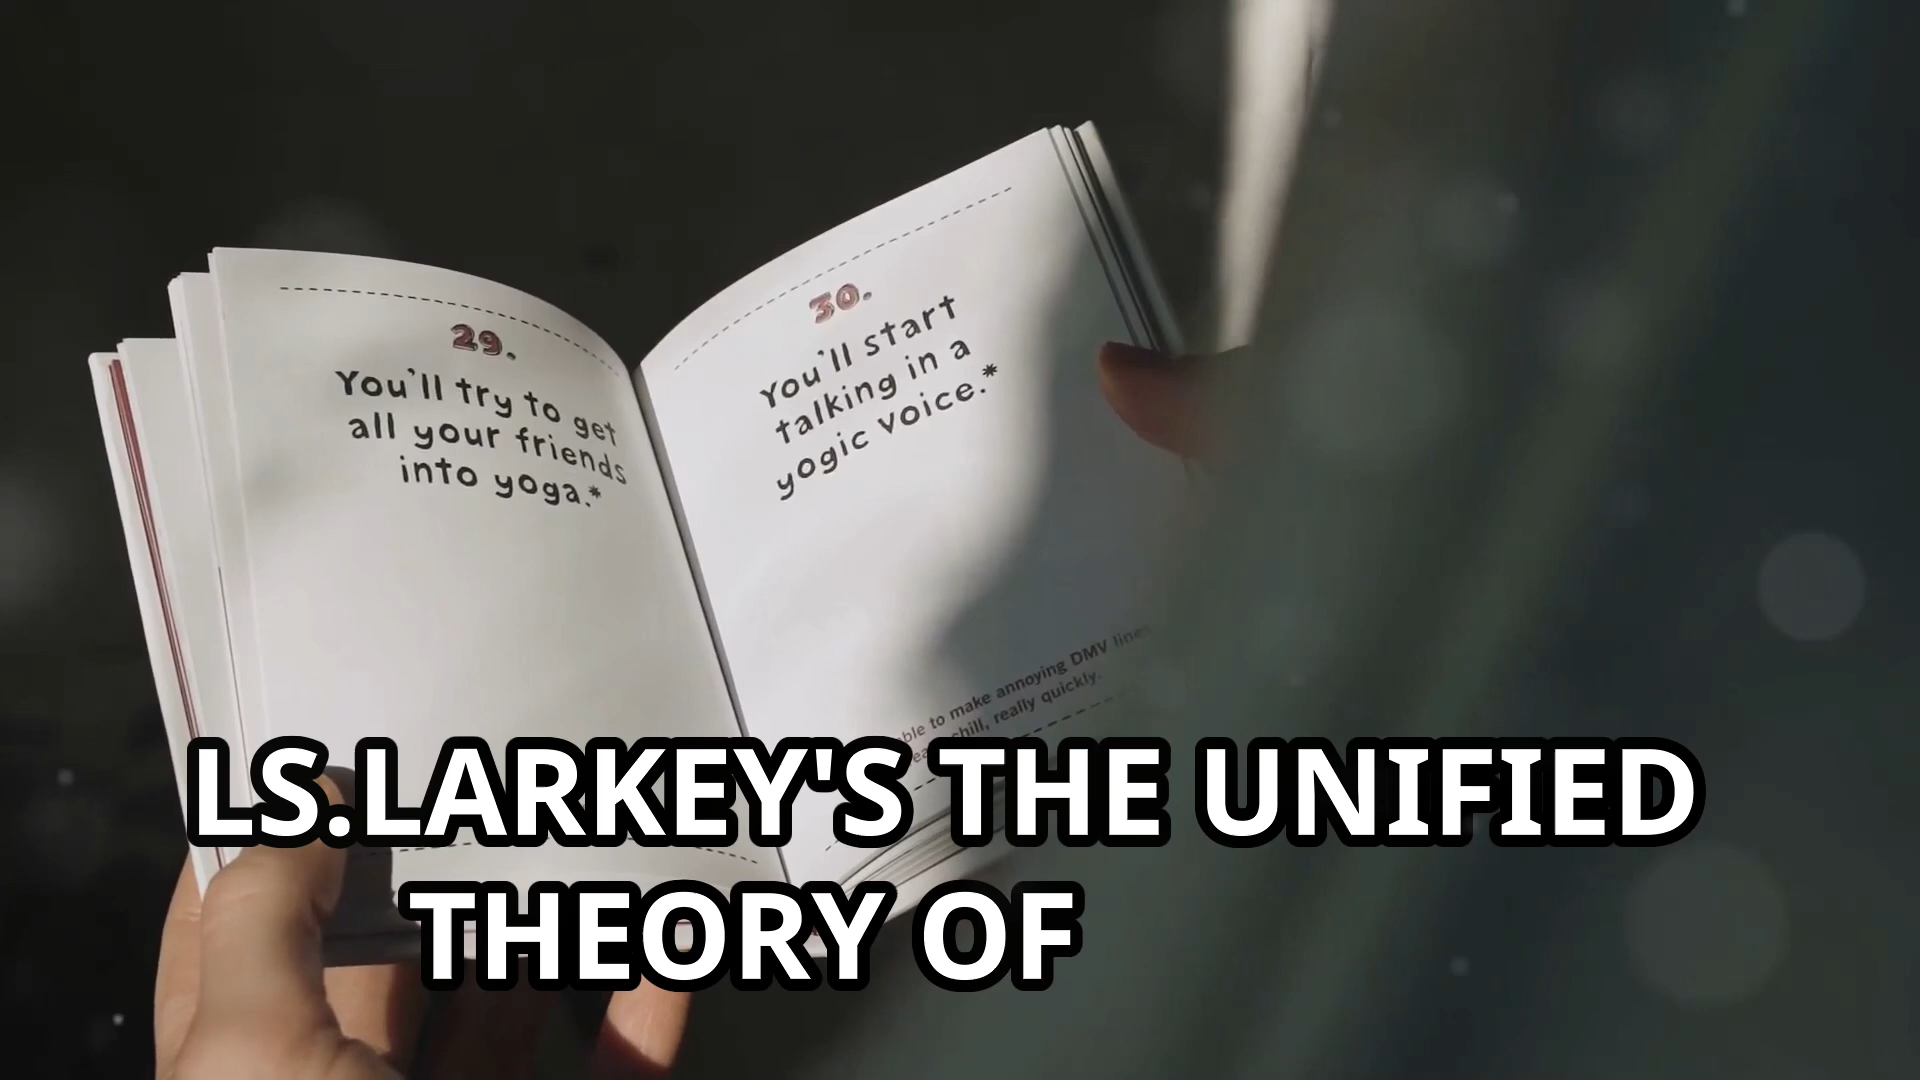 29.
You'll try to get
all your friends
into yoga.*
30.
You'll start
talking in a
yogic voice.*
to make annoying DMV lines
chill, really quickly.
LS.LARKEY'S THE UNIFIED
THEORY OF